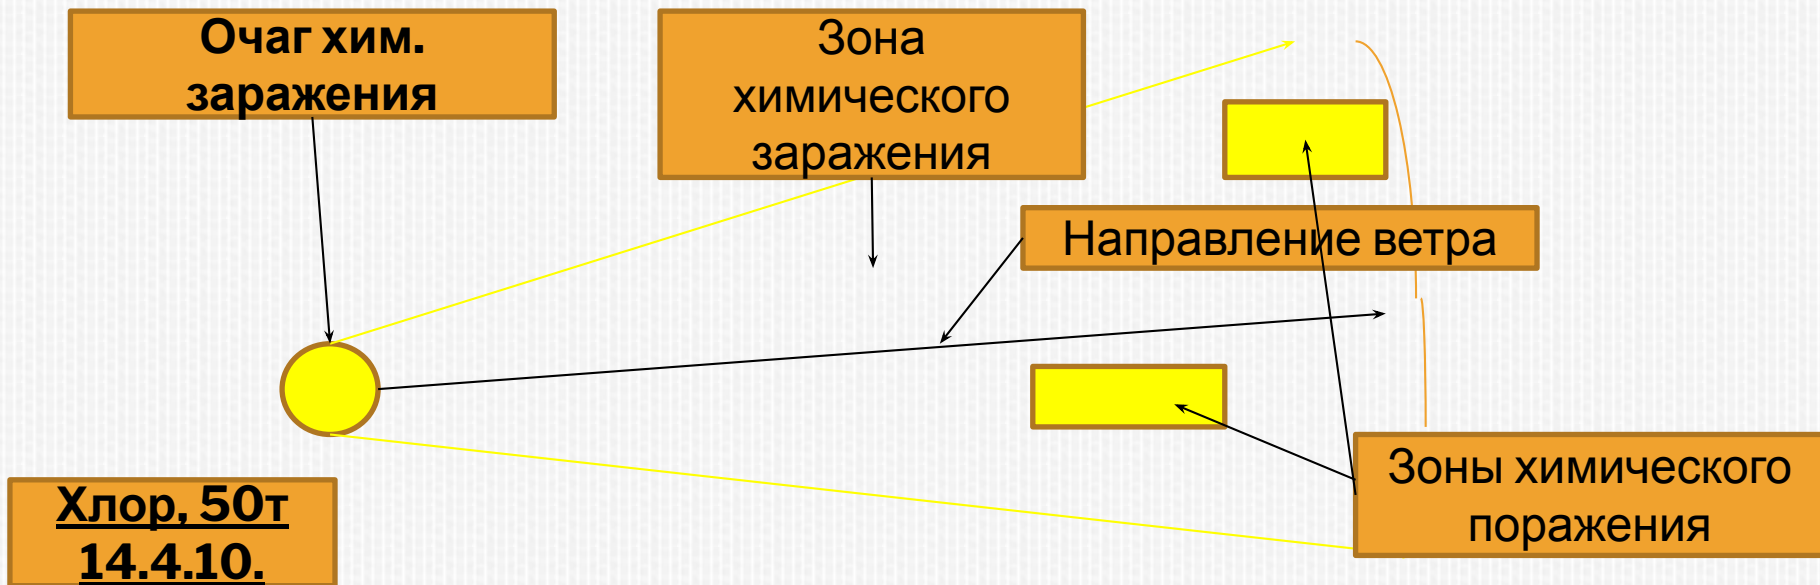 Очаг хим.
заражения
Зона
химического
заражения
Направление ветра
Зоны химического
поражения
Хлор, 50т
14.4.10.